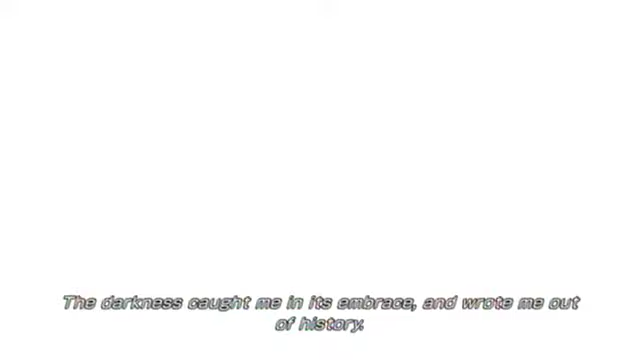 The darkness caught me in its embrace, and wrote me out
of history.